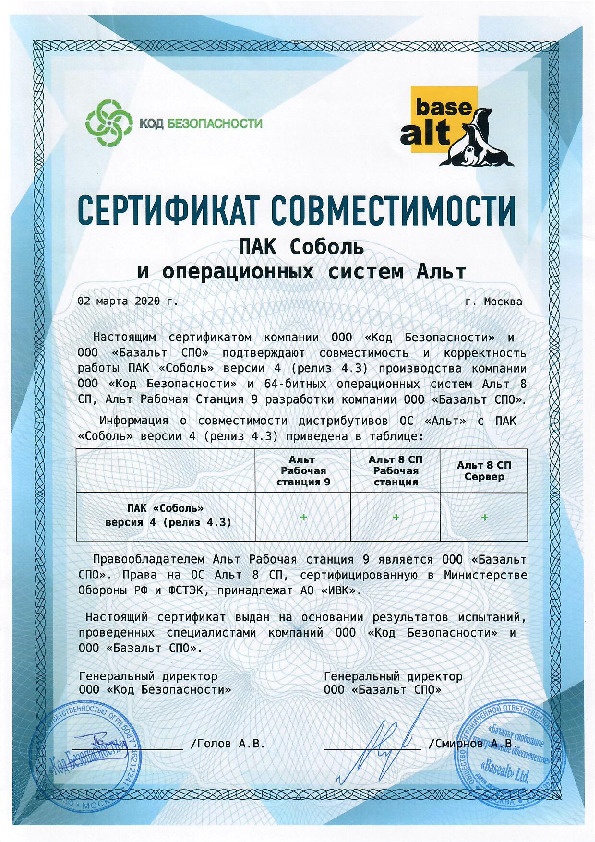 КОД БЕЗОПАСНОСТИ
base
alt
СЕРТИФИКАТ СОВМЕСТИМОСТИ
ПАК Соболь
и операционных систем Альт
02 марта 2020 г. г. Москва
Настоящим сертификатом компании ООО «Код Безопасности» и
ООО «Базальт СПО» подтверждают совместимость и корректность
работы ПАК «Соболь» версии 4 (релиз 4.3) производства компании
ООО «Код Безопасности» и 64-битных операционных систем Альт 8
СП, Альт Рабочая Станция 9 разработки компании ООО «Базальт СПО».
Информация о совместимости дистрибутивов ОС «Альт» с ПАК
«Соболь» версии 4 (релиз 4.3) приведена в таблице:
Альт Рабочая станция 9 Альт 8 СП Рабочая станция Альт 8 СП Сервер
ПАК «Соболь»
версия 4 (релиз 4.3) + + +
Правообладателем Альт Рабочая станция 9 является ООО «Базальт
СПО». Права на ОС Альт 8 СП, сертифицированную в Министерстве
Обороны РФ и ФСТЭК, принадлежат АО «ИВК».
Настоящий сертификат выдан на основании результатов испытаний,
проведенных специалистами компаний ООО «Код Безопасности» и
ООО «Базальт СПО».
Генеральный директор Генеральный директор
ООО «Код Безопасности» ООО «Базальт СПО»
/Голов А.В. /Смирнов А.В
«Код Безопасности»
«Basealt» Ltd.